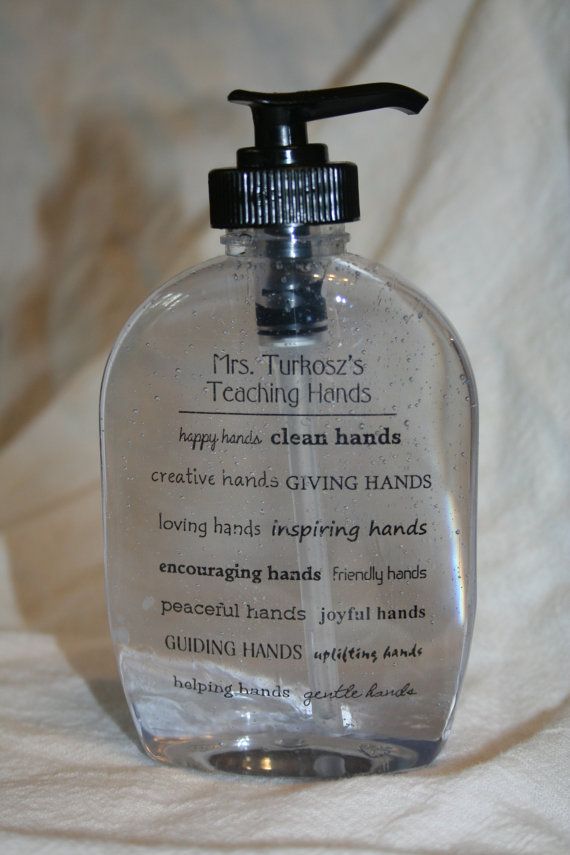 Mrs. Turkosz's
Teaching Hands
happy hands clean hands
creative hands GIVING HANDS
loving hands inspiring hands
encouraging hands friendly hands
peaceful hands joyful hands
GUIDING HANDS uplifting hands
helping hands gentle hands